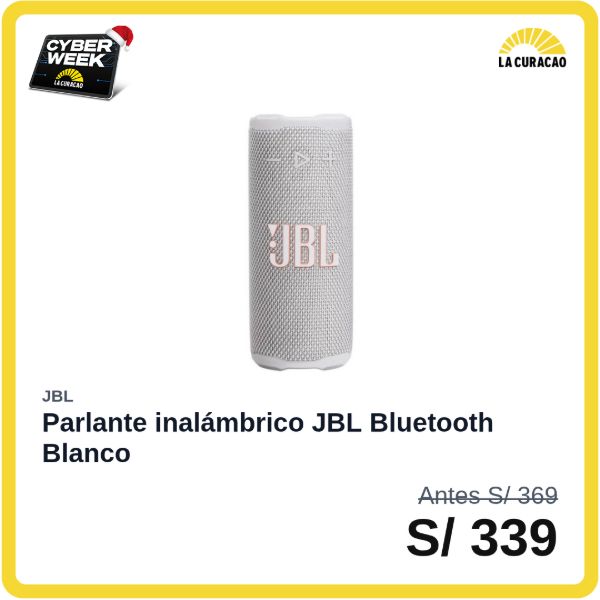 CYBER
WEEK
LA CURACAO
LA CURACAO
− ▷ +
JBL
JBL
Parlante inalámbrico JBL Bluetooth
Blanco
Antes S/ 369
S/ 339